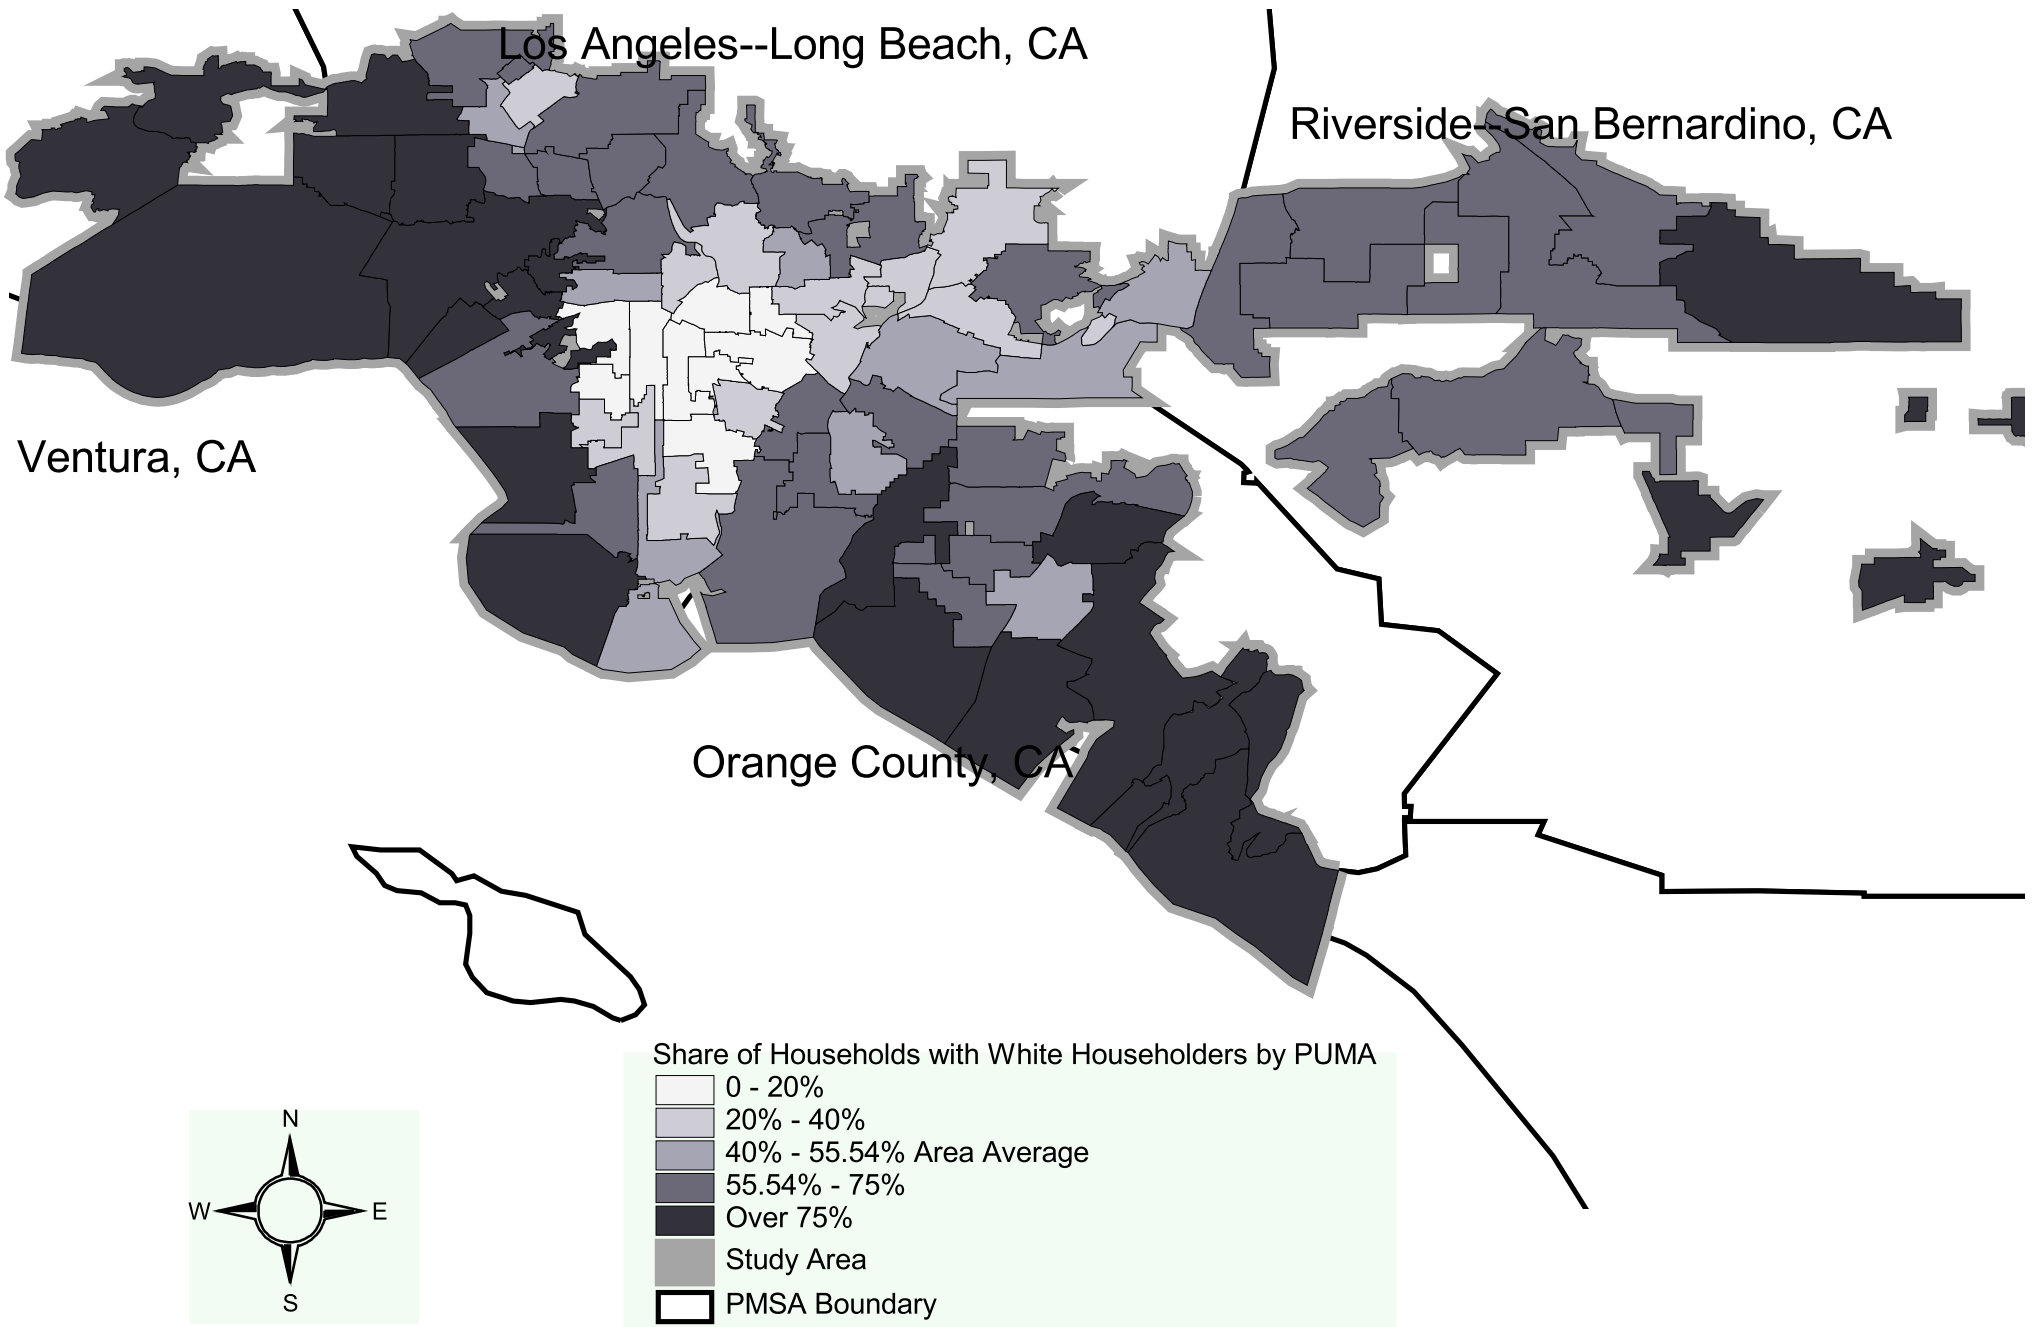 Los Angeles--Long Beach, CA
Riverside--San Bernardino, CA
Ventura, CA
Orange County, CA
Share of Households with White Householders by PUMA
0 - 20%
20% - 40%
40% - 55.54% Area Average
55.54% - 75%
Over 75%
Study Area
PMSA Boundary
N
W
E
S